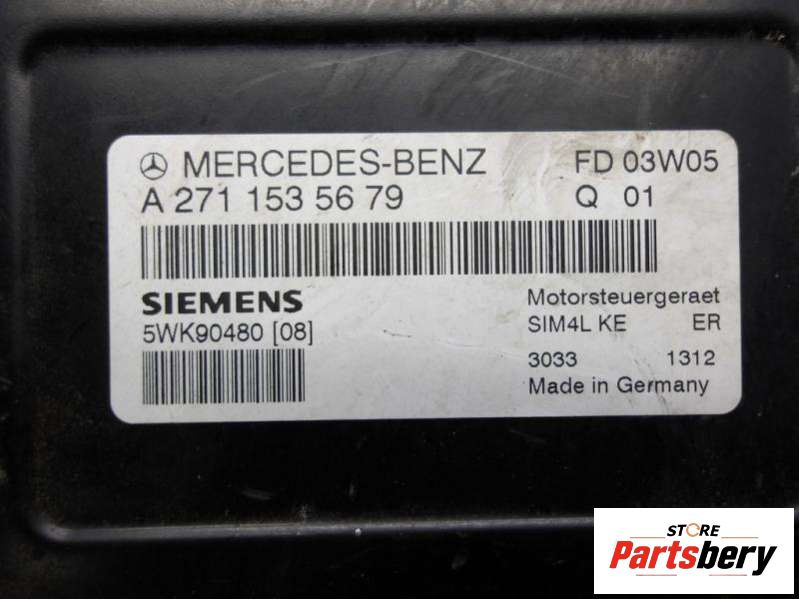 MERCEDES-BENZ FD 03W05
A 271 153 56 79 Q 01
SIEMENS Motorsteuergeraet
5WK90480 [08] SIM4L KE ER
3033 1312
Made in Germany
STORE
Partsbery